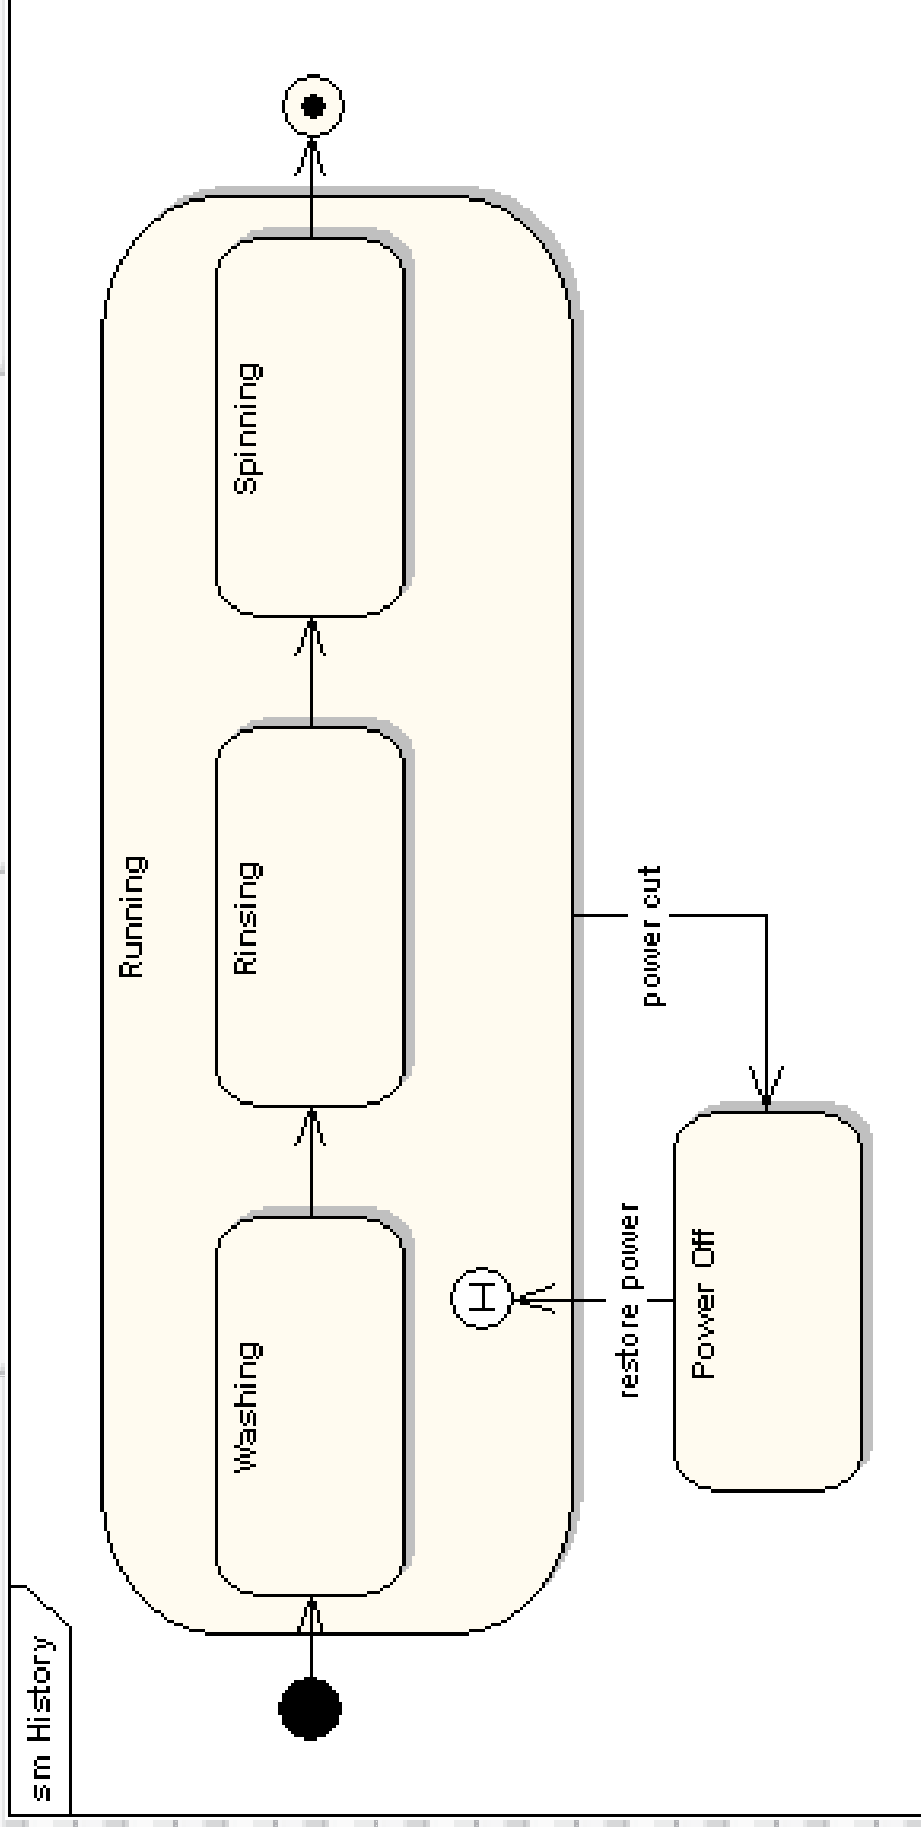 sm History
Running
Washing
Rinsing
Spinning
H
restore power
power cut
Power Off